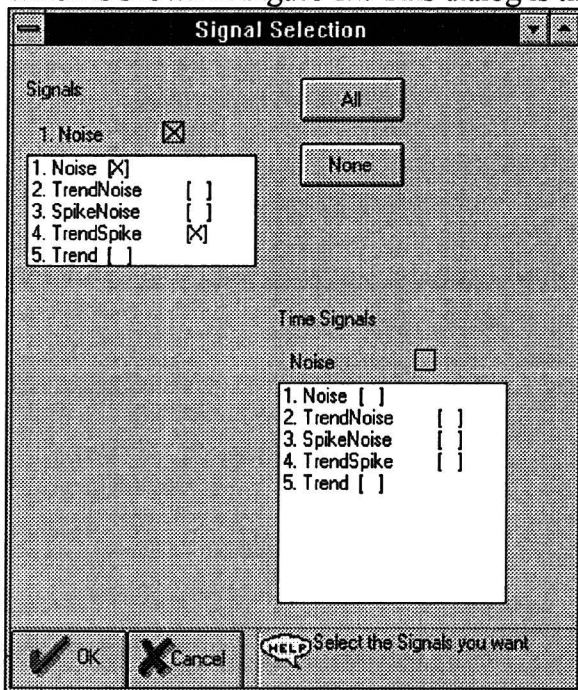 Signal Selection
Signals
All
1. Noise [X]
None
1. Noise [X]
2. TrendNoise [ ]
3. SpikeNoise [ ]
4. TrendSpike [X]
5. Trend [ ]
Time Signals
Noise
1. Noise [ ]
2. TrendNoise [ ]
3. SpikeNoise [ ]
4. TrendSpike [ ]
5. Trend [ ]
OK
Cancel
HELP
Select the Signals you want